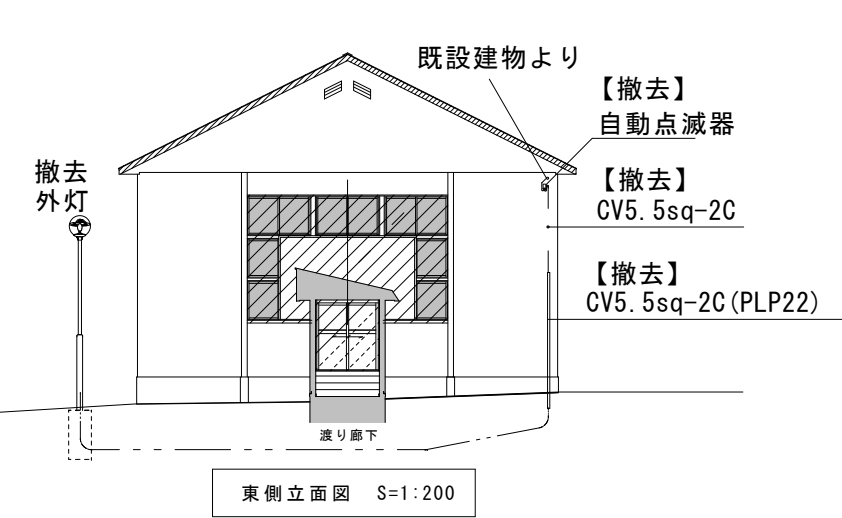 既設建物より
【撤去】
自動点滅器
撤去
外灯
【撤去】
CV5.5sq-2C
【撤去】
CV5.5sq-2C(PLP22)
渡り廊下
東側立面図 S=1:200